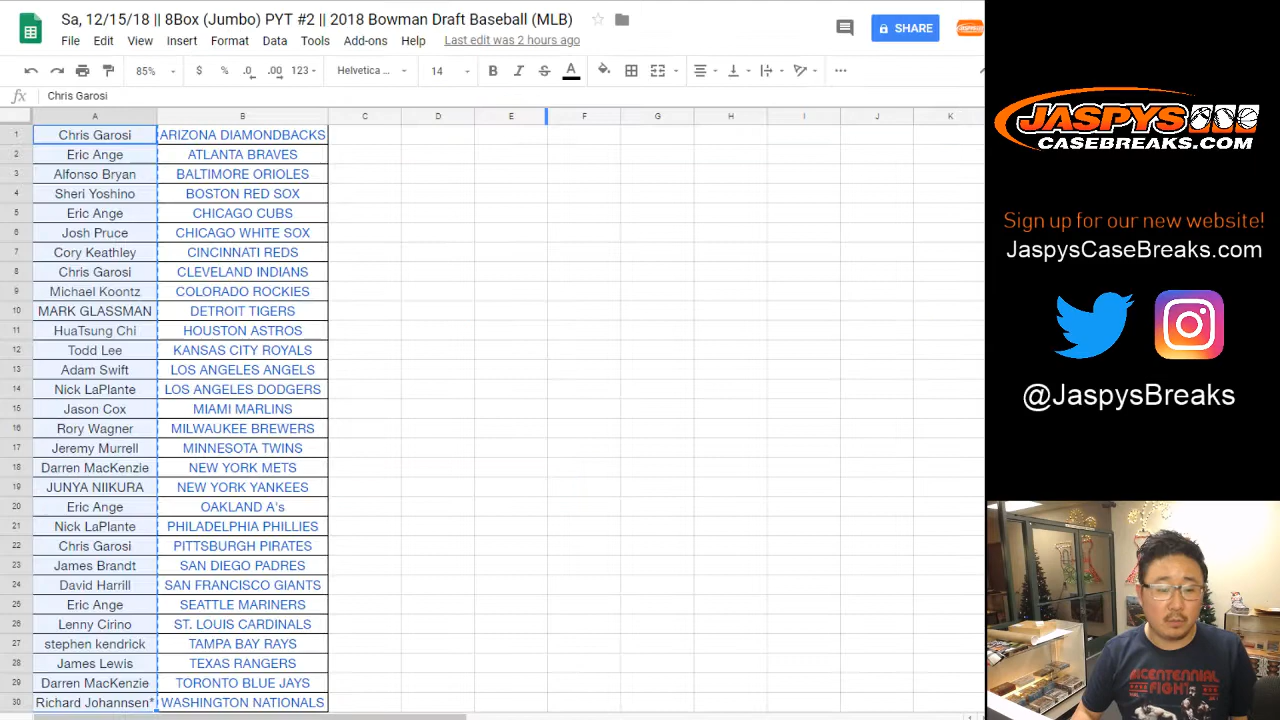 Sa, 12/15/18 || 8Box (Jumbo) PYT #2 || 2018 Bowman Draft Baseball (MLB)
File Edit View Insert Format Data Tools Add-ons Help Last edit was 2 hours ago
SHARE
85% $ % .0 .00 123 Helvetica ... 14 B I S A
fx Chris Garosi
A B C D E F G H I J K
1 Chris Garosi ARIZONA DIAMONDBACKS
2 Eric Ange ATLANTA BRAVES
3 Alfonso Bryan BALTIMORE ORIOLES
4 Sheri Yoshino BOSTON RED SOX
5 Eric Ange CHICAGO CUBS
6 Josh Pruce CHICAGO WHITE SOX
7 Cory Keathley CINCINNATI REDS
8 Chris Garosi CLEVELAND INDIANS
9 Michael Koontz COLORADO ROCKIES
10 MARK GLASSMAN DETROIT TIGERS
11 HuaTsung Chi HOUSTON ASTROS
12 Todd Lee KANSAS CITY ROYALS
13 Adam Swift LOS ANGELES ANGELS
14 Nick LaPlante LOS ANGELES DODGERS
15 Jason Cox MIAMI MARLINS
16 Rory Wagner MILWAUKEE BREWERS
17 Jeremy Murrell MINNESOTA TWINS
18 Darren MacKenzie NEW YORK METS
19 JUNYA NIIKURA NEW YORK YANKEES
20 Eric Ange OAKLAND A's
21 Nick LaPlante PHILADELPHIA PHILLIES
22 Chris Garosi PITTSBURGH PIRATES
23 James Brandt SAN DIEGO PADRES
24 David Harrill SAN FRANCISCO GIANTS
25 Eric Ange SEATTLE MARINERS
26 Lenny Cirino ST. LOUIS CARDINALS
27 stephen kendrick TAMPA BAY RAYS
28 James Lewis TEXAS RANGERS
29 Darren MacKenzie TORONTO BLUE JAYS
30 Richard Johannsen* WASHINGTON NATIONALS
JASPYS
CASEBREAKS.COM
Sign up for our new website!
JaspysCaseBreaks.com
@JaspysBreaks
BICENTENNIAL
FIGHT